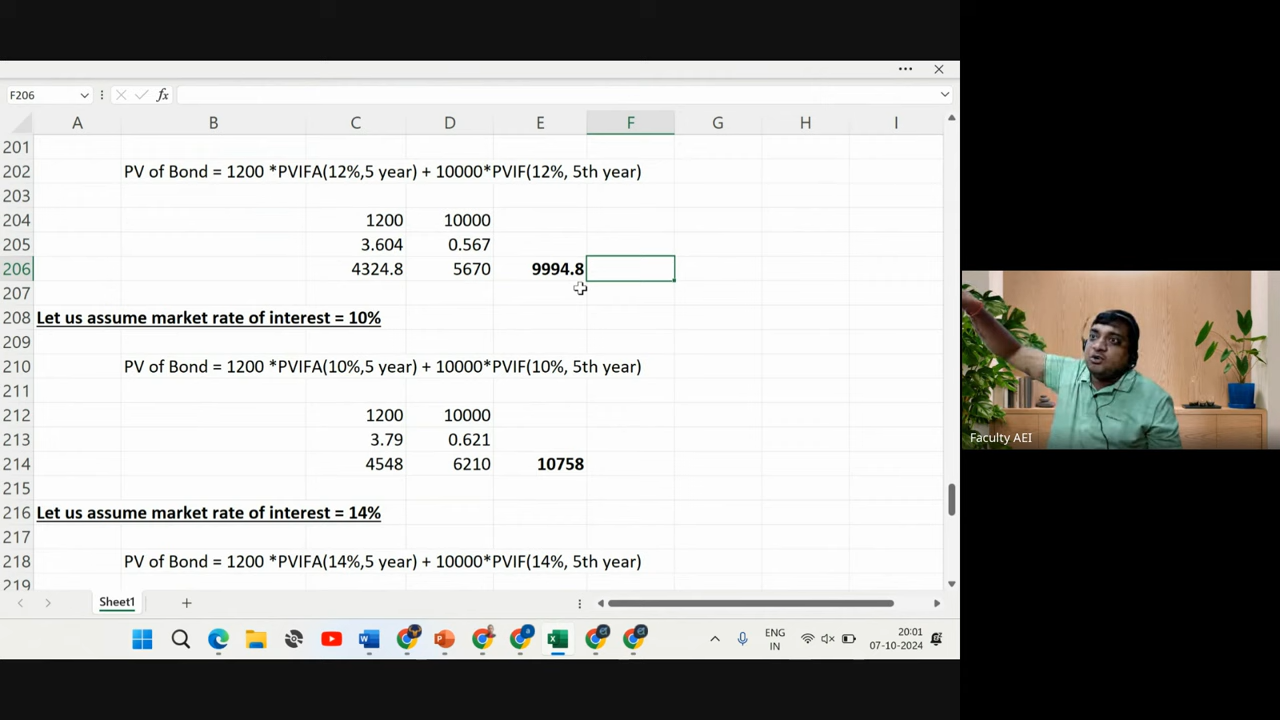 F206
fx
A B C D E F G H I
201
202 PV of Bond = 1200 *PVIFA(12%,5 year) + 10000*PVIF(12%, 5th year)
203
204 1200 10000
205 3.604 0.567
206 4324.8 5670 9994.8
207
208 Let us assume market rate of interest = 10%
209
210 PV of Bond = 1200 *PVIFA(10%,5 year) + 10000*PVIF(10%, 5th year)
211
212 1200 10000
213 3.79 0.621
214 4548 6210 10758
215
216 Let us assume market rate of interest = 14%
217
218 PV of Bond = 1200 *PVIFA(14%,5 year) + 10000*PVIF(14%, 5th year)
219
Sheet1
ENG
IN
20:01
07-10-2024
Faculty AEI